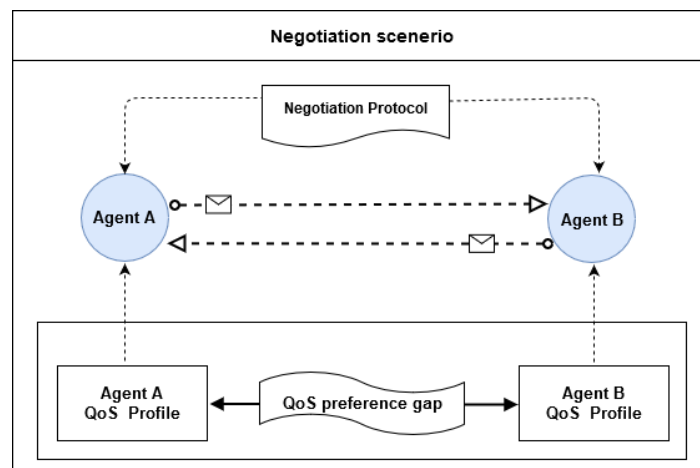 Negotiation scenerio
Negotiation Protocol
Agent A
Agent B
Agent A
QoS Profile
QoS preference gap
Agent B
QoS Profile